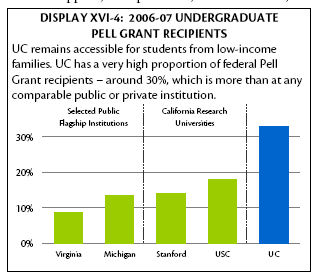 DISPLAY XVI-4: 2006-07 UNDERGRADUATE
PELL GRANT RECIPIENTS
UC remains accessible for students from low-income
families. UC has a very high proportion of federal Pell
Grant recipients – around 30%, which is more than at any
comparable public or private institution.
Selected Public
Flagship Institutions
California Research
Universities
30%
20%
10%
0%
Virginia Michigan Stanford USC UC